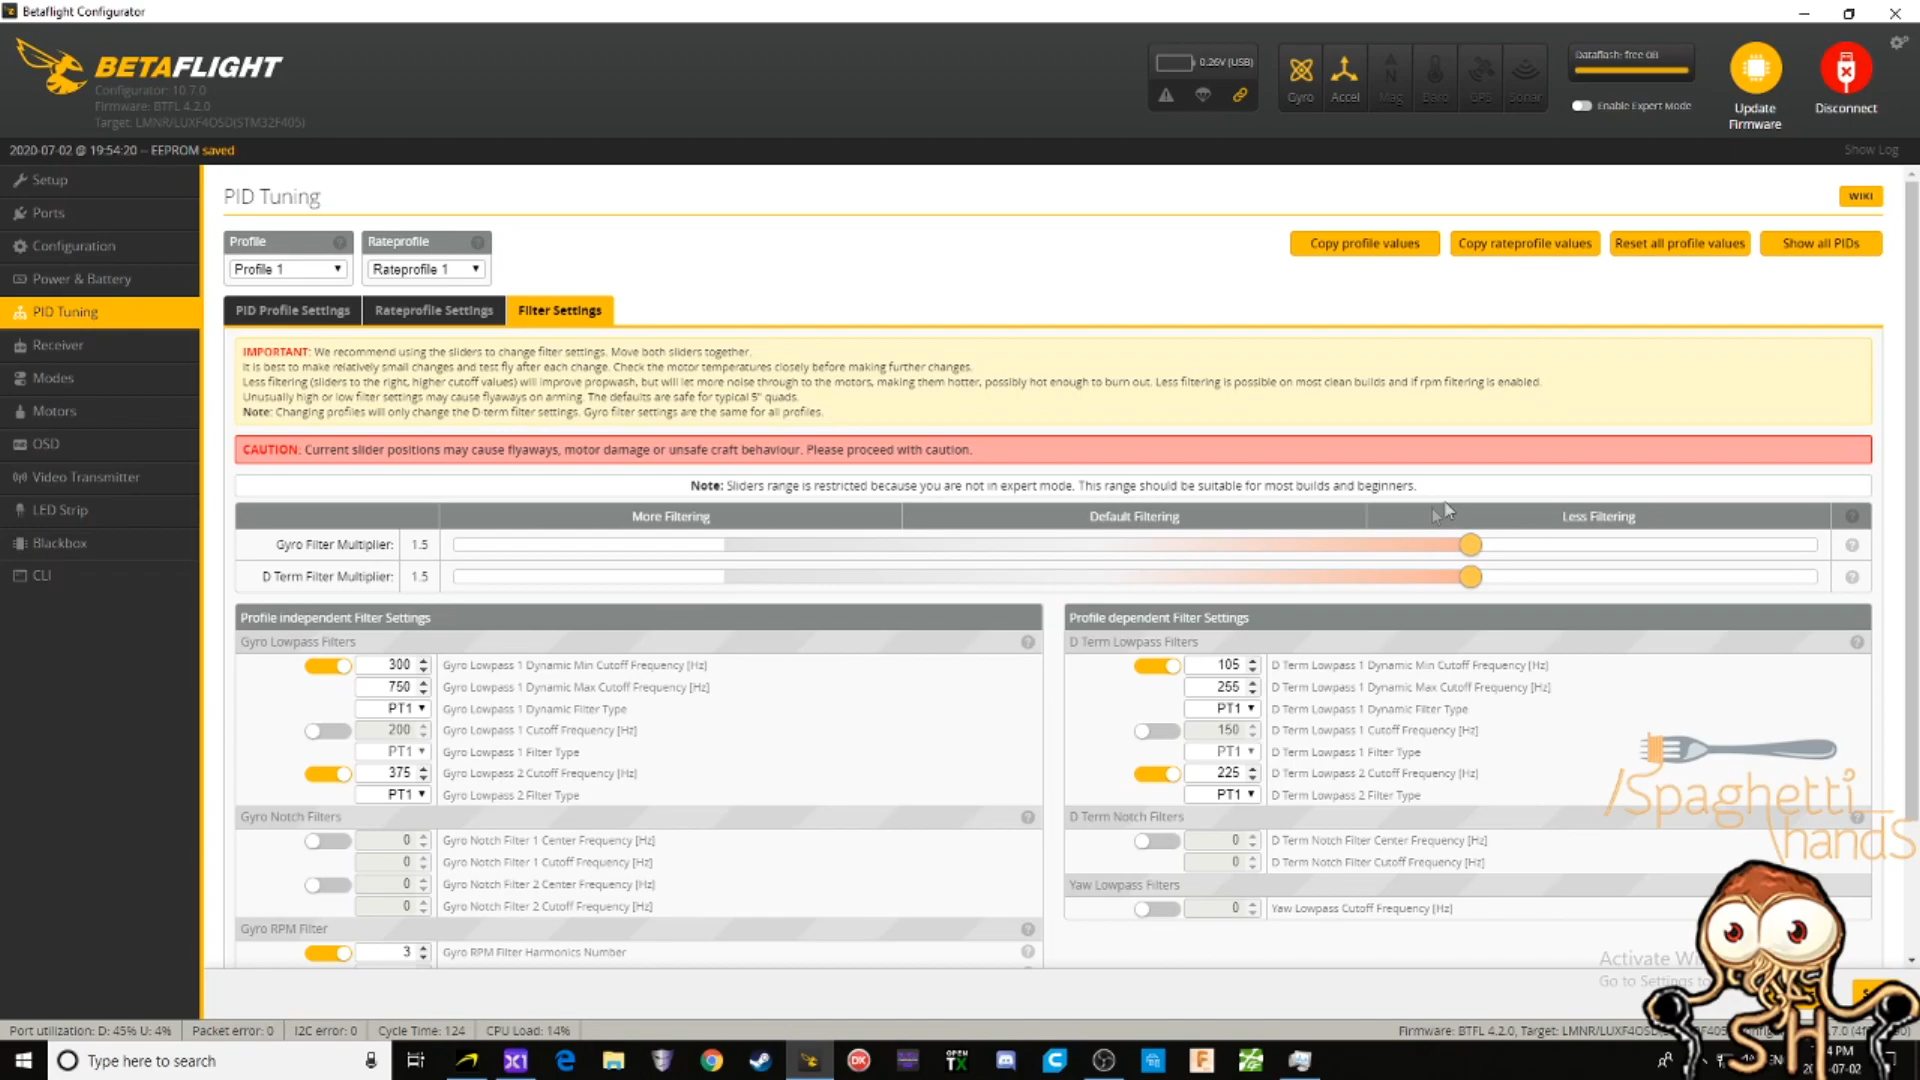 Betaflight Configurator
BETAFLIGHT
Configurator: 10.7.0
Firmware: BTFL 4.2.0
Target: LMNR/LUXF4OSD(STM32F405)
0.26V (USB)
Gyro
Accel
Mag
Baro
GPS
Sonar
Dataflash: free 0B
Enable Expert Mode
Update
Firmware
Disconnect
2020-07-02 @ 19:54:20 -- EEPROM saved
Show Log
Setup
Ports
Configuration
Power & Battery
PID Tuning
Receiver
Modes
Motors
OSD
Video Transmitter
LED Strip
Blackbox
CLI
PID Tuning
WIKI
Profile
Profile 1
Rateprofile
Rateprofile 1
Copy profile values
Copy rateprofile values
Reset all profile values
Show all PIDs
PID Profile Settings
Rateprofile Settings
Filter Settings
IMPORTANT: We recommend using the sliders to change filter settings. Move both sliders together.
It is best to make relatively small changes and test fly after each change. Check the motor temperatures closely before making further changes.
Less filtering (sliders to the right, higher cutoff values) will improve propwash, but will let more noise through to the motors, making them hotter, possibly hot enough to burn out. Less filtering is possible on most clean builds and if rpm filtering is enabled.
Unusually high or low filter settings may cause flyaways on arming. The defaults are safe for typical 5" quads.
Note: Changing profiles will only change the D-term filter settings. Gyro filter settings are the same for all profiles.
CAUTION: Current slider positions may cause flyaways, motor damage or unsafe craft behaviour. Please proceed with caution.
Note: Sliders range is restricted because you are not in expert mode. This range should be suitable for most builds and beginners.
More Filtering
Default Filtering
Less Filtering
Gyro Filter Multiplier: 1.5
D Term Filter Multiplier: 1.5
Profile independent Filter Settings
Gyro Lowpass Filters
300 Gyro Lowpass 1 Dynamic Min Cutoff Frequency [Hz]
750 Gyro Lowpass 1 Dynamic Max Cutoff Frequency [Hz]
PT1 Gyro Lowpass 1 Dynamic Filter Type
200 Gyro Lowpass 1 Cutoff Frequency [Hz]
PT1 Gyro Lowpass 1 Filter Type
375 Gyro Lowpass 2 Cutoff Frequency [Hz]
PT1 Gyro Lowpass 2 Filter Type
Gyro Notch Filters
0 Gyro Notch Filter 1 Center Frequency [Hz]
0 Gyro Notch Filter 1 Cutoff Frequency [Hz]
0 Gyro Notch Filter 2 Center Frequency [Hz]
0 Gyro Notch Filter 2 Cutoff Frequency [Hz]
Gyro RPM Filter
3 Gyro RPM Filter Harmonics Number
Profile dependent Filter Settings
D Term Lowpass Filters
105 D Term Lowpass 1 Dynamic Min Cutoff Frequency [Hz]
255 D Term Lowpass 1 Dynamic Max Cutoff Frequency [Hz]
PT1 D Term Lowpass 1 Dynamic Filter Type
150 D Term Lowpass 1 Cutoff Frequency [Hz]
PT1 D Term Lowpass 1 Filter Type
225 D Term Lowpass 2 Cutoff Frequency [Hz]
PT1 D Term Lowpass 2 Filter Type
D Term Notch Filters
0 D Term Notch Filter Center Frequency [Hz]
0 D Term Notch Filter Cutoff Frequency [Hz]
Yaw Lowpass Filters
0 Yaw Lowpass Cutoff Frequency [Hz]
Spaghetti
hands
Activate
Go to Settings
SH
Port utilization: D: 45% U: 4%
Packet error: 0
I2C error: 0
Cycle Time: 124
CPU Load: 14%
Firmware: BTFL 4.2.0, Target:
Type here to search
X1
DX
OPEN
TX